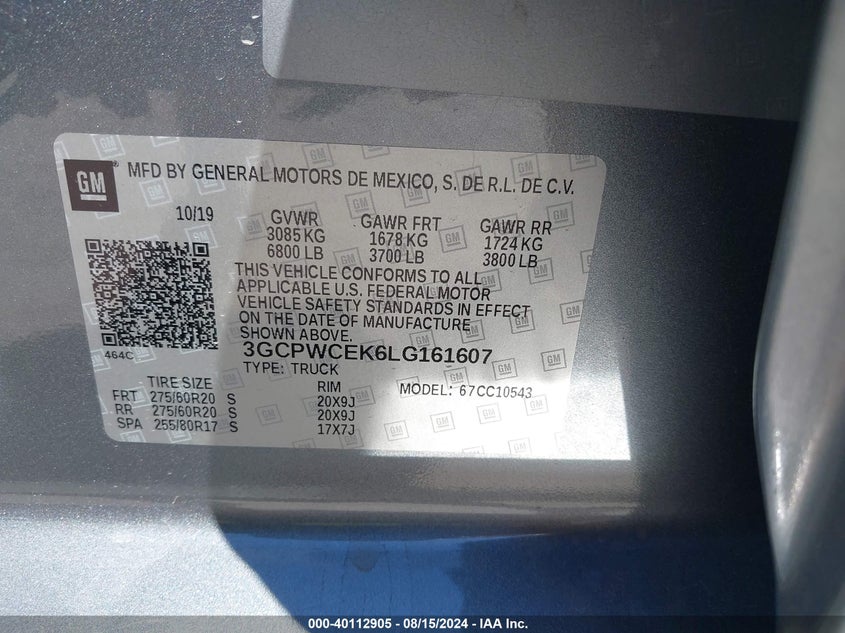 GM ® MFD BY GENERAL MOTORS DE MEXICO, S. DE R.L. DE C.V.
10/19 GVWR GAWR FRT GAWR RR
3085 KG 1678 KG 1724 KG
6800 LB 3700 LB 3800 LB
THIS VEHICLE CONFORMS TO ALL
APPLICABLE U.S. FEDERAL MOTOR
VEHICLE SAFETY STANDARDS IN EFFECT
ON THE DATE OF MANUFACTURE
SHOWN ABOVE.
464C 3GCPWCEK6LG161607
TYPE: TRUCK
TIRE SIZE RIM MODEL: 67CC10543
FRT 275/60R20 S 20X9J
RR 275/60R20 S 20X9J
SPA 255/80R17 S 17X7J
000-40112905 - 08/15/2024 - IAA Inc.